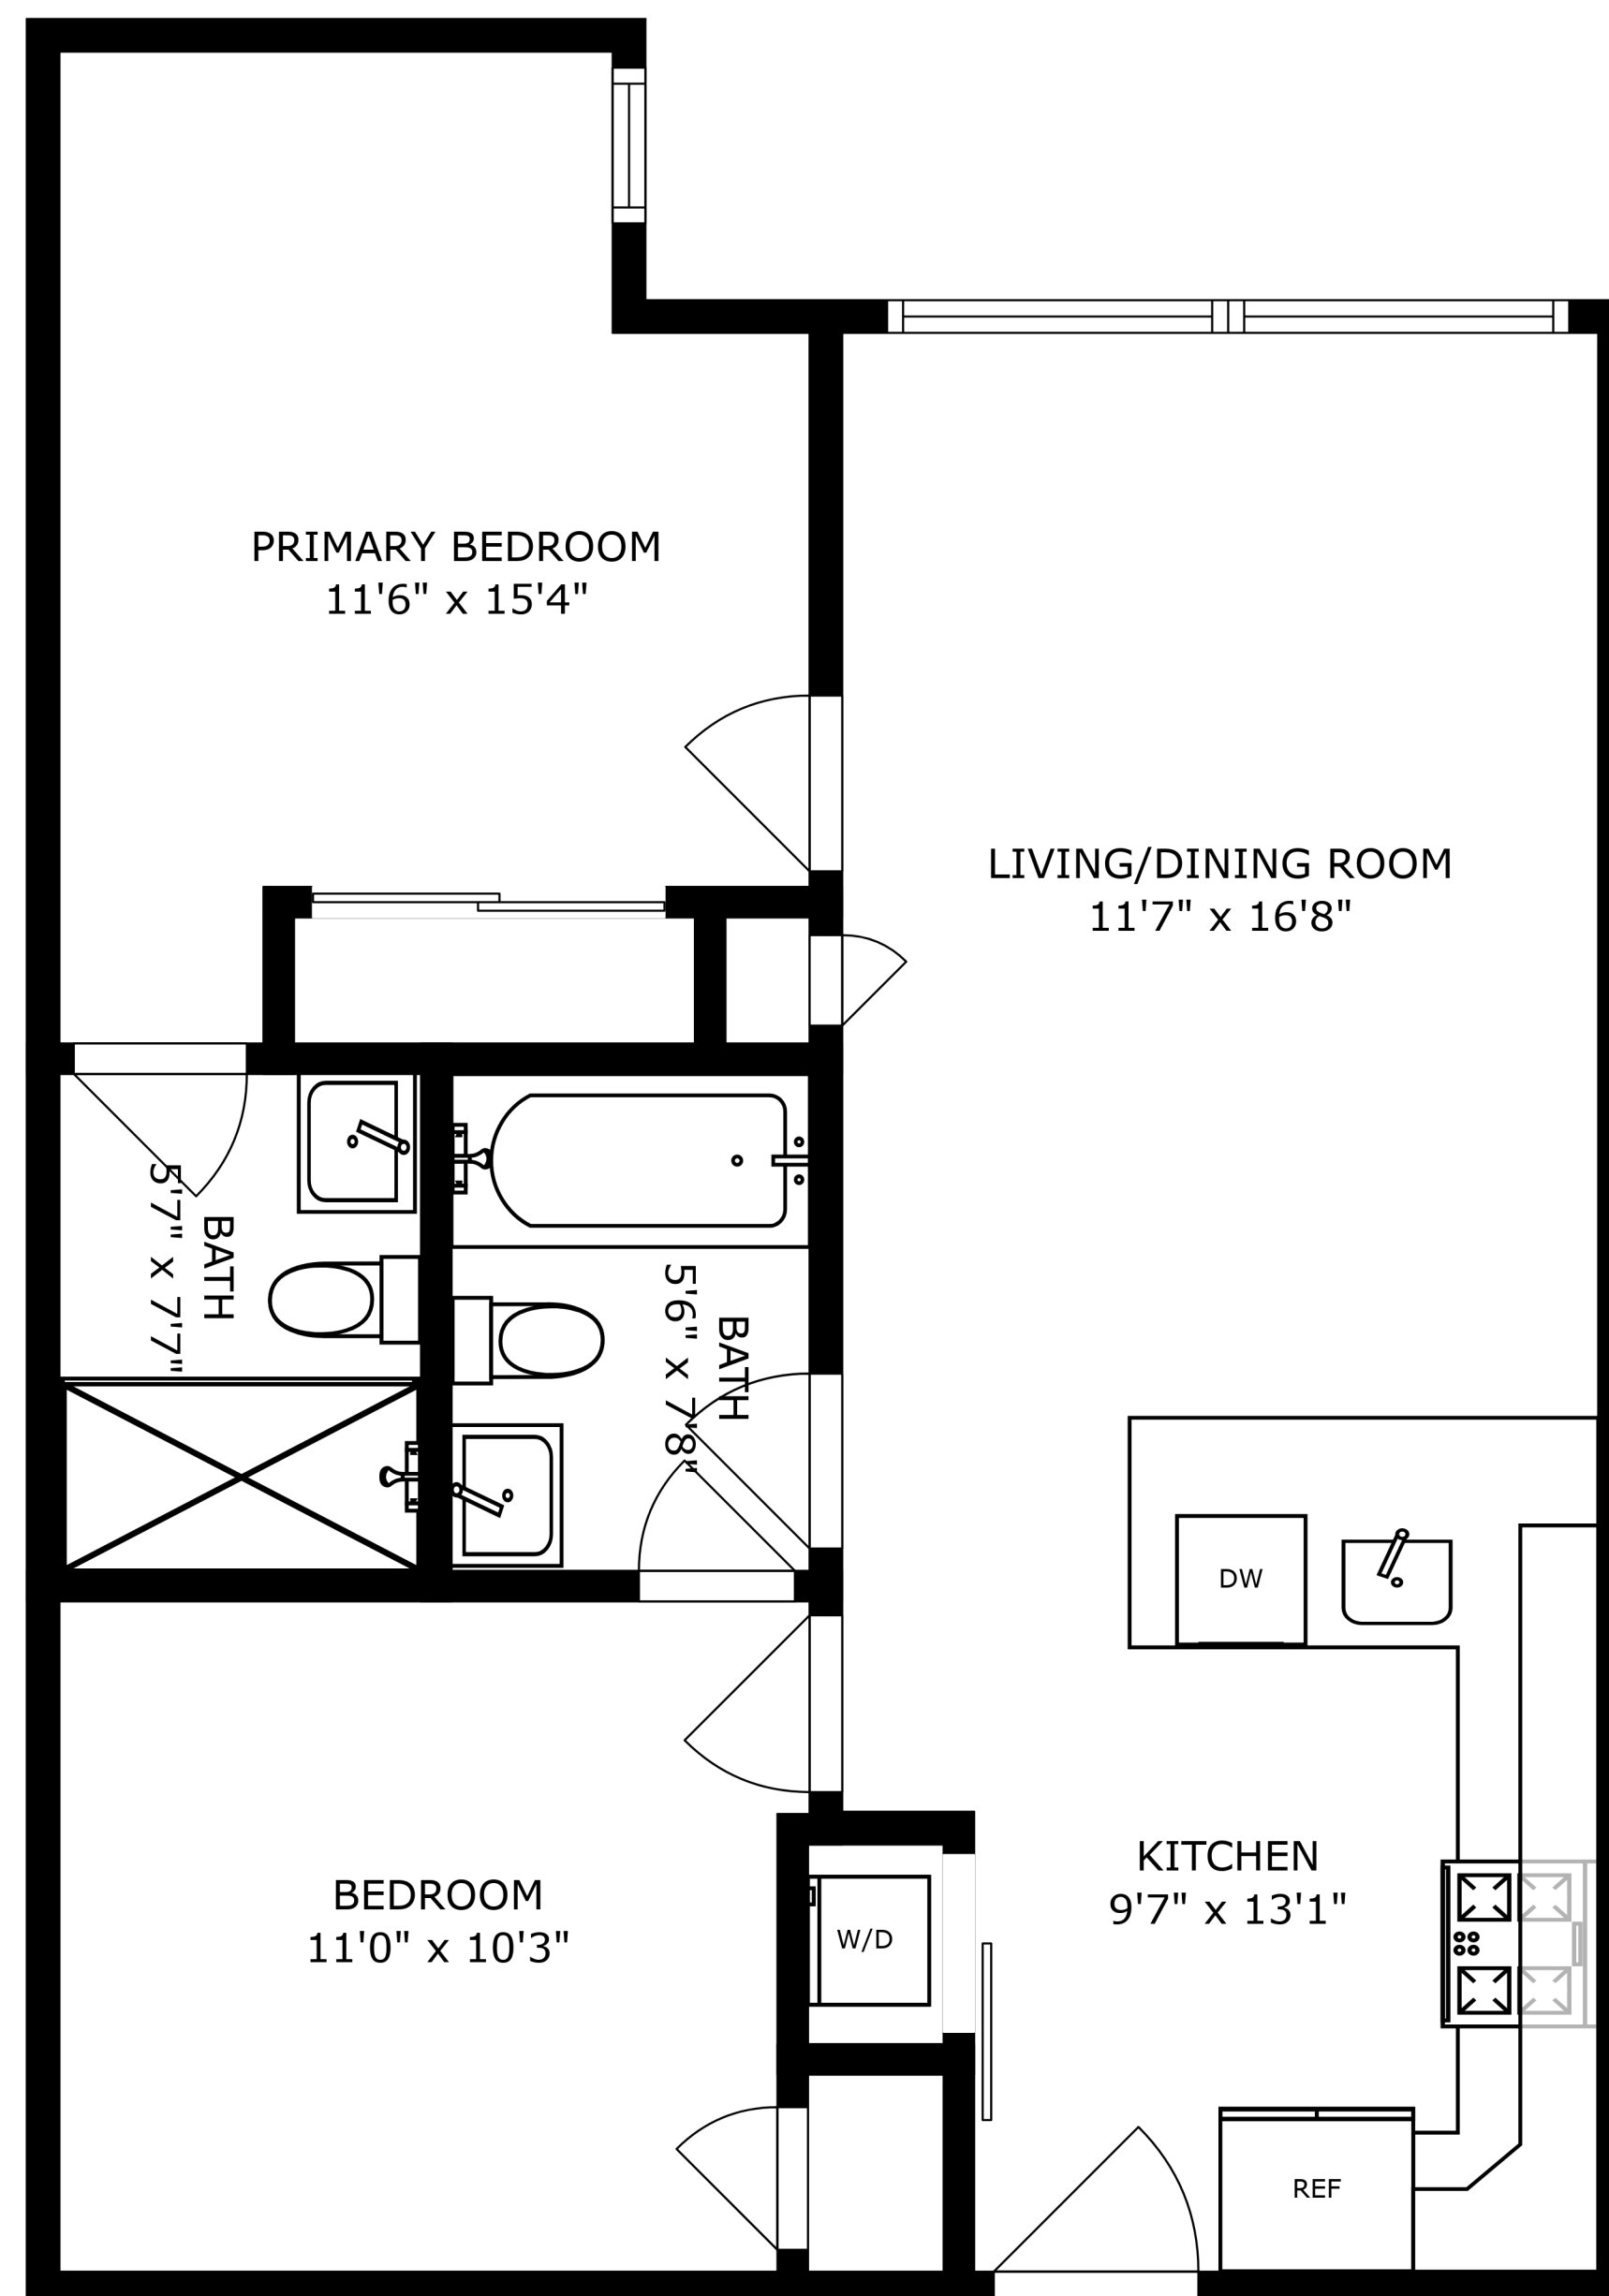 PRIMARY BEDROOM
11'6" x 15'4"
LIVING/DINING ROOM
11'7" x 16'8"
BATH
5'7" x 7'7"
BATH
5'6" x 7'8"
DW
KITCHEN
9'7" x 13'1"
BEDROOM
11'0" x 10'3"
W/D
REF